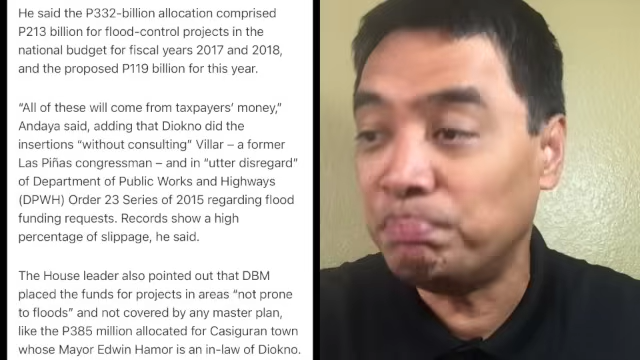 He said the P332-billion allocation comprised
P213 billion for flood-control projects in the
national budget for fiscal years 2017 and 2018,
and the proposed P119 billion for this year.
“All of these will come from taxpayers’ money,”
Andaya said, adding that Diokno did the
insertions “without consulting” Villar – a former
Las Piñas congressman – and in “utter disregard”
of Department of Public Works and Highways
(DPWH) Order 23 Series of 2015 regarding flood
funding requests. Records show a high
percentage of slippage, he said.
The House leader also pointed out that DBM
placed the funds for projects in areas “not prone
to floods” and not covered by any master plan,
like the P385 million allocated for Casiguran town
whose Mayor Edwin Hamor is an in-law of Diokno.